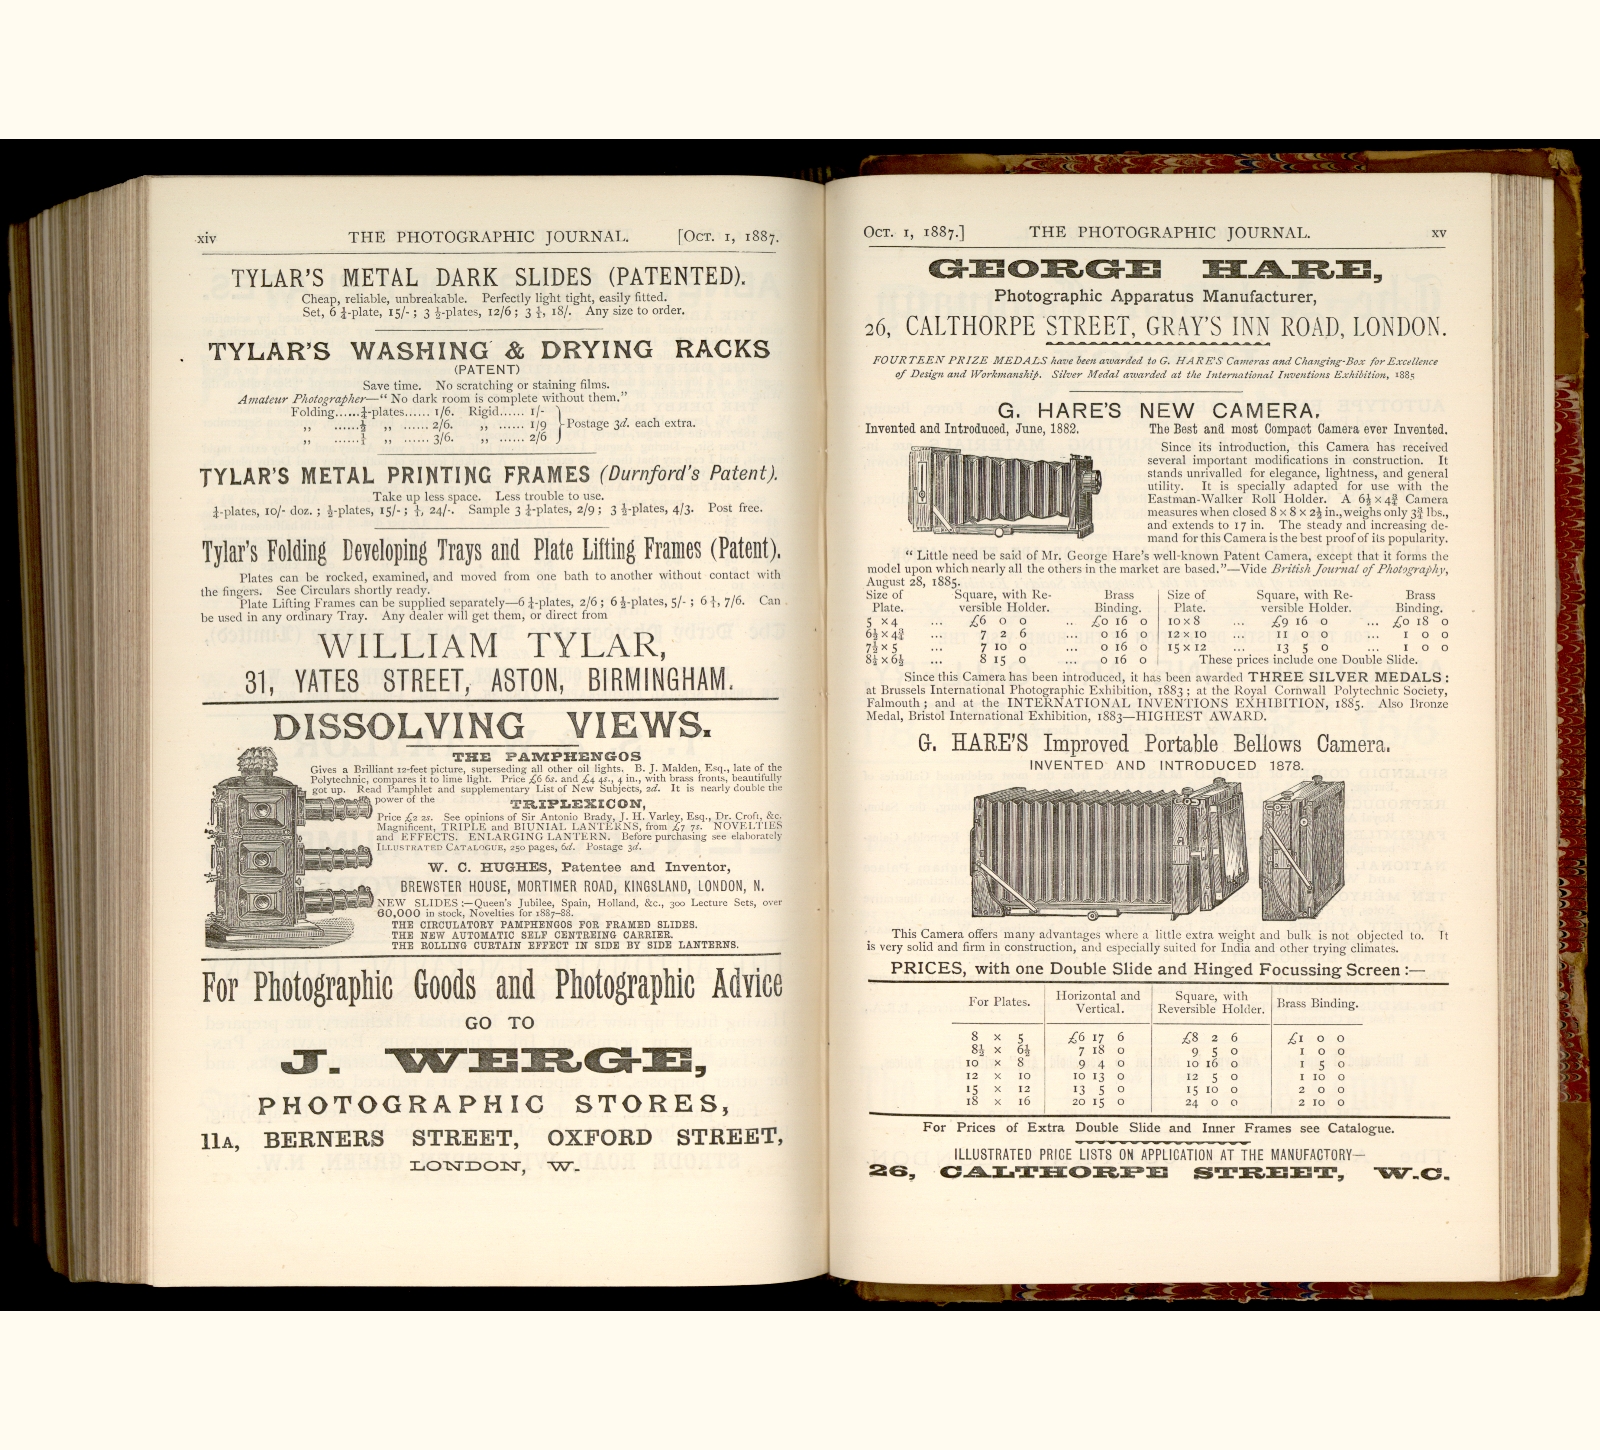 xiv THE PHOTOGRAPHIC JOURNAL. [OCT. 1, 1887.
TYLAR'S METAL DARK SLIDES (PATENTED).
Cheap, reliable, unbreakable. Perfectly light tight, easily fitted.
Set, 6 ¼-plate, 15/- ; 3 ½-plates, 12/6 ; 3 ¼, 18/. Any size to order.
TYLAR'S WASHING & DRYING RACKS
(PATENT)
Save time. No scratching or staining films.
Amateur Photographer—“ No dark room is complete without them.”
Folding......¼-plates...... 1/6. Rigid...... 1/-
„ ......½ „ ...... 2/6. „ ...... 1/9 Postage 3d. each extra.
„ ......¼ „ ...... 3/6. „ ...... 2/6
TYLAR'S METAL PRINTING FRAMES (Durnford's Patent).
Take up less space. Less trouble to use.
¼-plates, 10/- doz. ; ½-plates, 15/- ; ¼, 24/-. Sample 3 ¼-plates, 2/9 ; 3 ½-plates, 4/3. Post free.
Tylar's Folding Developing Trays and Plate Lifting Frames (Patent).
Plates can be rocked, examined, and moved from one bath to another without contact with
the fingers. See Circulars shortly ready.
Plate Lifting Frames can be supplied separately—6 ¼-plates, 2/6 ; 6 ½-plates, 5/- ; 6 ¼, 7/6. Can
be used in any ordinary Tray. Any dealer will get them, or direct from
WILLIAM TYLAR,
31, YATES STREET, ASTON, BIRMINGHAM.
DISSOLVING VIEWS.
THE PAMPHENGOS
Gives a Brilliant 12-feet picture, superseding all other oil lights. B. J. Malden, Esq., late of the
Polytechnic, compares it to lime light. Price £6 6s. and £4 4s., 4 in., with brass fronts, beautifully
got up. Read Pamphlet and supplementary List of New Subjects, 2d. It is nearly double the
power of the TRIPLEXICON,
Price £2 2s. See opinions of Sir Antonio Brady, J. H. Varley, Esq., Dr. Croft, &c.
Magnificent, TRIPLE and BIUNIAL LANTERNS, from £7 7s. NOVELTIES
and EFFECTS. ENLARGING LANTERN. Before purchasing see elaborately
ILLUSTRATED CATALOGUE, 250 pages, 6d. Postage 3d.
W. C. HUGHES, Patentee and Inventor,
BREWSTER HOUSE, MORTIMER ROAD, KINGSLAND, LONDON, N.
NEW SLIDES :—Queen's Jubilee, Spain, Holland, &c., 300 Lecture Sets, over
60,000 in stock, Novelties for 1887-88.
THE CIRCULATORY PAMPHENGOS FOR FRAMED SLIDES.
THE NEW AUTOMATIC SELF CENTREING CARRIER.
THE ROLLING CURTAIN EFFECT IN SIDE BY SIDE LANTERNS.
For Photographic Goods and Photographic Advice
GO TO
J. WERGE,
PHOTOGRAPHIC STORES,
11A, BERNERS STREET, OXFORD STREET,
LONDON, W.
OCT. 1, 1887.] THE PHOTOGRAPHIC JOURNAL. xv
GEORGE HARE,
Photographic Apparatus Manufacturer,
26, CALTHORPE STREET, GRAY'S INN ROAD, LONDON.
FOURTEEN PRIZE MEDALS have been awarded to G. HARE'S Cameras and Changing-Box for Excellence
of Design and Workmanship. Silver Medal awarded at the International Inventions Exhibition, 1885
G. HARE'S NEW CAMERA.
Invented and Introduced, June, 1882. The Best and most Compact Camera ever Invented.
Since its introduction, this Camera has received
several important modifications in construction. It
stands unrivalled for elegance, lightness, and general
utility. It is specially adapted for use with the
Eastman-Walker Roll Holder. A 6½ × 4¾ Camera
measures when closed 8 × 8 × 2½ in., weighs only 3¾ lbs.,
and extends to 17 in. The steady and increasing de-
mand for this Camera is the best proof of its popularity.
“ Little need be said of Mr. George Hare's well-known Patent Camera, except that it forms the
model upon which nearly all the others in the market are based.”—Vide British Journal of Photography,
August 28, 1885.
Size of Square, with Re- Brass Size of Square, with Re- Brass
Plate. versible Holder. Binding. Plate. versible Holder. Binding.
5 × 4 ... £6 0 0 ... £0 16 0 10 × 8 ... £9 16 0 ... £0 18 0
6½ × 4¾ ... 7 2 6 ... 0 16 0 12 × 10 ... 11 0 0 ... 1 0 0
7½ × 5 ... 7 10 0 ... 0 16 0 15 × 12 ... 13 5 0 ... 1 0 0
8½ × 6½ ... 8 15 0 ... 0 16 0 These prices include one Double Slide.
Since this Camera has been introduced, it has been awarded THREE SILVER MEDALS :
at Brussels International Photographic Exhibition, 1883 ; at the Royal Cornwall Polytechnic Society,
Falmouth ; and at the INTERNATIONAL INVENTIONS EXHIBITION, 1885. Also Bronze
Medal, Bristol International Exhibition, 1883—HIGHEST AWARD.
G. HARE'S Improved Portable Bellows Camera.
INVENTED AND INTRODUCED 1878.
This Camera offers many advantages where a little extra weight and bulk is not objected to. It
is very solid and firm in construction, and especially suited for India and other trying climates.
PRICES, with one Double Slide and Hinged Focussing Screen :—
For Plates. Horizontal and Square, with Brass Binding.
Vertical. Reversible Holder.
8 × 5 £6 17 6 £8 2 6 £1 0 0
8½ × 6½ 7 18 0 9 5 0 1 0 0
10 × 8 9 4 0 10 16 0 1 5 0
12 × 10 10 13 0 12 5 0 1 10 0
15 × 12 13 5 0 15 10 0 2 0 0
18 × 16 20 15 0 24 0 0 2 10 0
For Prices of Extra Double Slide and Inner Frames see Catalogue.
ILLUSTRATED PRICE LISTS ON APPLICATION AT THE MANUFACTORY—
26, CALTHORPE STREET, W.C.